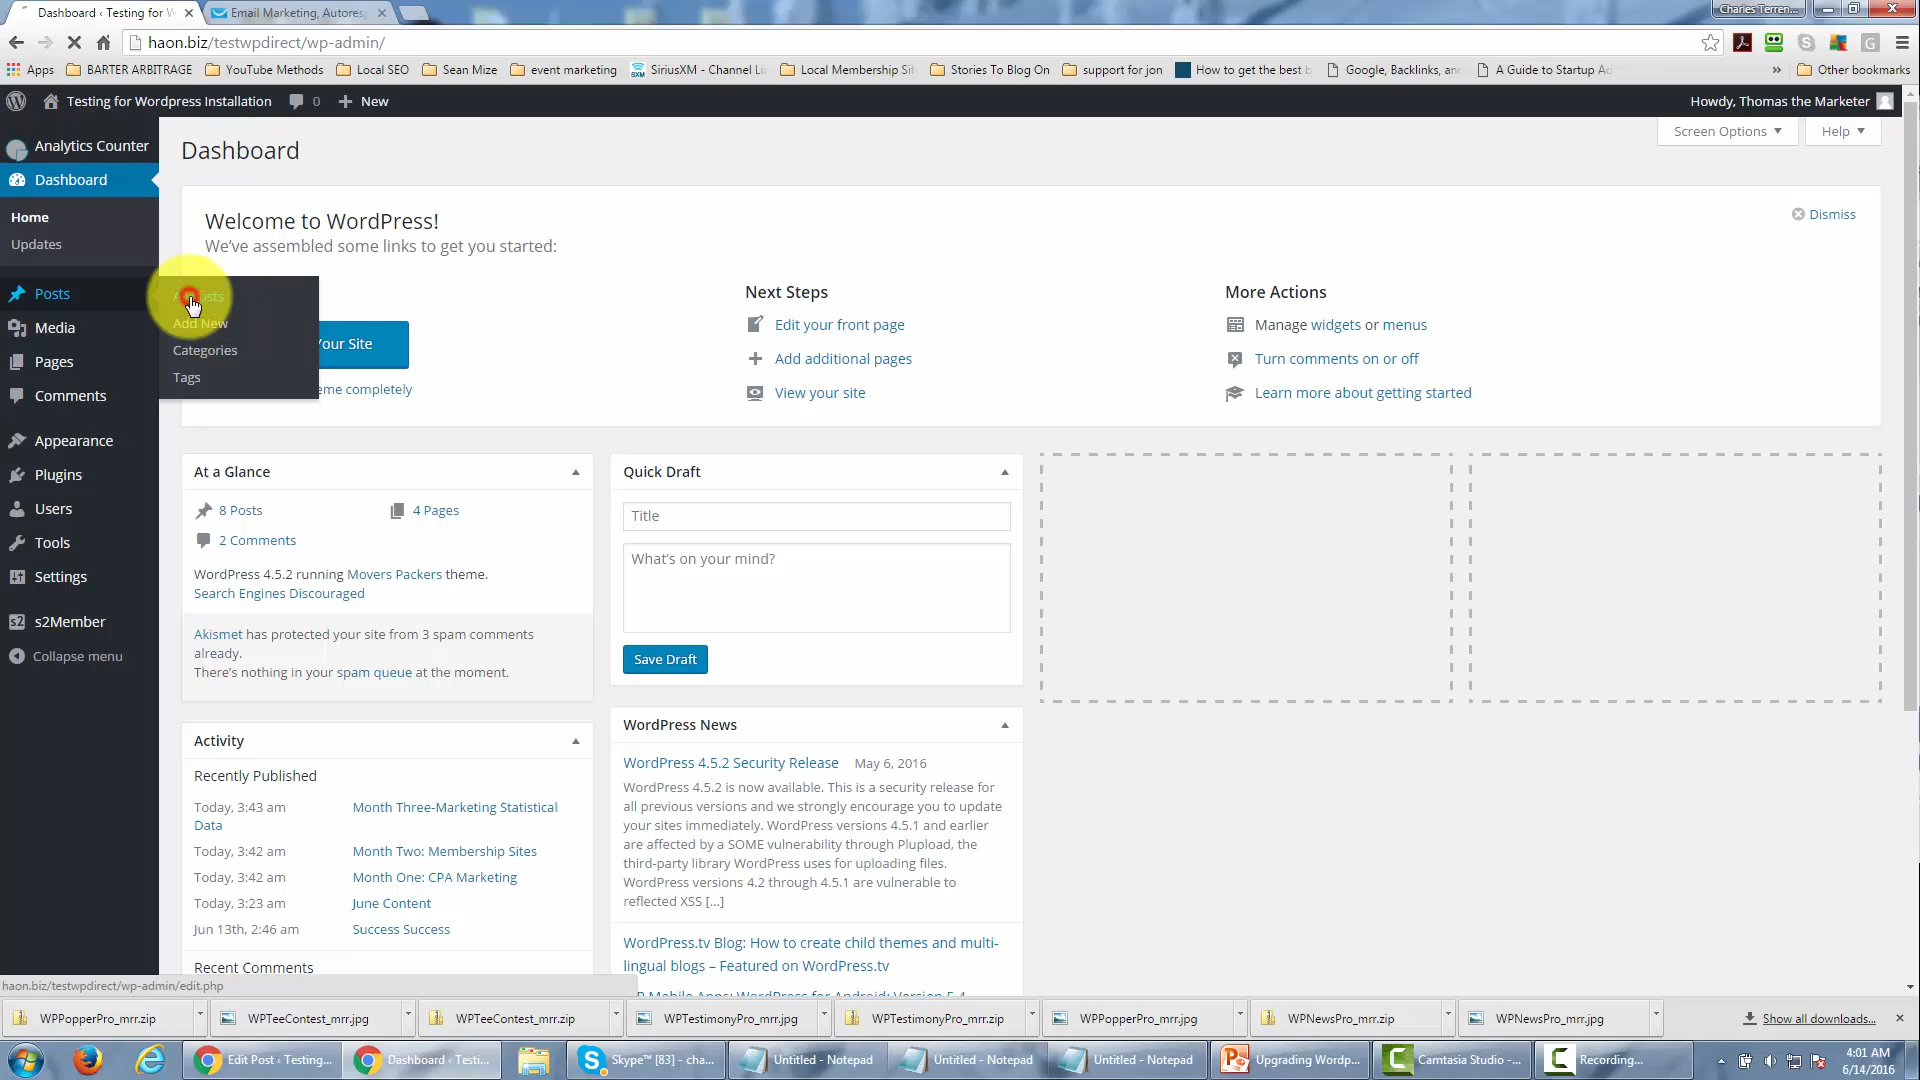 Dashboard ‹ Testing for W
Email Marketing, Autoresp
Charles Terren...
haon.biz/testwpdirect/wp-admin/
Apps
BARTER ARBITRAGE
YouTube Methods
Local SEO
Sean Mize
event marketing
SiriusXM - Channel Li
Local Membership Sit
Stories To Blog On
support for jon
How to get the best b
Google, Backlinks, an
A Guide to Startup Ad
»
Other bookmarks
Testing for Wordpress Installation
0
New
Howdy, Thomas the Marketer
Analytics Counter
Dashboard
Home
Updates
Posts
Media
Pages
Comments
Appearance
Plugins
Users
Tools
Settings
s2Member
Collapse menu
Add New
Categories
Tags
Dashboard
Screen Options
Help
Welcome to WordPress!
We've assembled some links to get you started:
Dismiss
Your Site
eme completely
Next Steps
Edit your front page
Add additional pages
View your site
More Actions
Manage widgets or menus
Turn comments on or off
Learn more about getting started
At a Glance
8 Posts
4 Pages
2 Comments
WordPress 4.5.2 running Movers Packers theme.
Search Engines Discouraged
Akismet has protected your site from 3 spam comments
already.
There's nothing in your spam queue at the moment.
Activity
Recently Published
Today, 3:43 am Month Three-Marketing Statistical
Data
Today, 3:42 am Month Two: Membership Sites
Today, 3:42 am Month One: CPA Marketing
Today, 3:23 am June Content
Jun 13th, 2:46 am Success Success
Recent Comments
Quick Draft
Title
What's on your mind?
Save Draft
WordPress News
WordPress 4.5.2 Security Release May 6, 2016
WordPress 4.5.2 is now available. This is a security release for
all previous versions and we strongly encourage you to update
your sites immediately. WordPress versions 4.5.1 and earlier
are affected by a SOME vulnerability through Plupload, the
third-party library WordPress uses for uploading files.
WordPress versions 4.2 through 4.5.1 are vulnerable to
reflected XSS […]
WordPress.tv Blog: How to create child themes and multi-
lingual blogs – Featured on WordPress.tv
Mobile Apps: WordPress for Android: Version 5.4
haon.biz/testwpdirect/wp-admin/edit.php
WPPopperPro_mrr.zip
WPTeeContest_mrr.jpg
WPTeeContest_mrr.zip
WPTestimonyPro_mrr.jpg
WPTestimonyPro_mrr.zip
WPPopperPro_mrr.jpg
WPNewsPro_mrr.zip
WPNewsPro_mrr.jpg
Show all downloads...
Edit Post ‹ Testing...
Dashboard ‹ Testi...
Skype™ [83] - cha...
Untitled - Notepad
Untitled - Notepad
Untitled - Notepad
Upgrading Wordp...
Camtasia Studio -...
Recording...
4:01 AM
6/14/2016